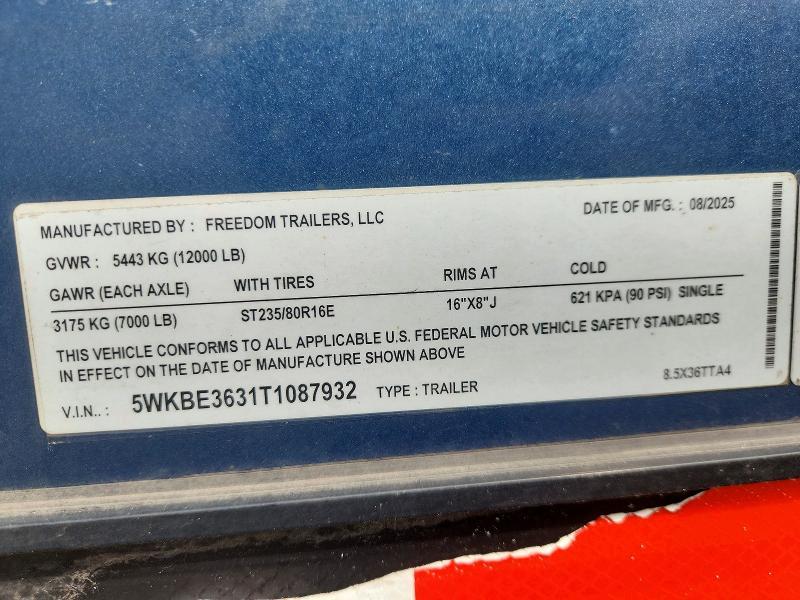 MANUFACTURED BY : FREEDOM TRAILERS, LLC DATE OF MFG. : 08/2025
GVWR : 5443 KG (12000 LB)
GAWR (EACH AXLE) WITH TIRES RIMS AT COLD
3175 KG (7000 LB) ST235/80R16E 16"X8"J 621 KPA (90 PSI) SINGLE
THIS VEHICLE CONFORMS TO ALL APPLICABLE U.S. FEDERAL MOTOR VEHICLE SAFETY STANDARDS
IN EFFECT ON THE DATE OF MANUFACTURE SHOWN ABOVE
V.I.N.. : 5WKBE3631T1087932 TYPE : TRAILER 8.5X36TTA4